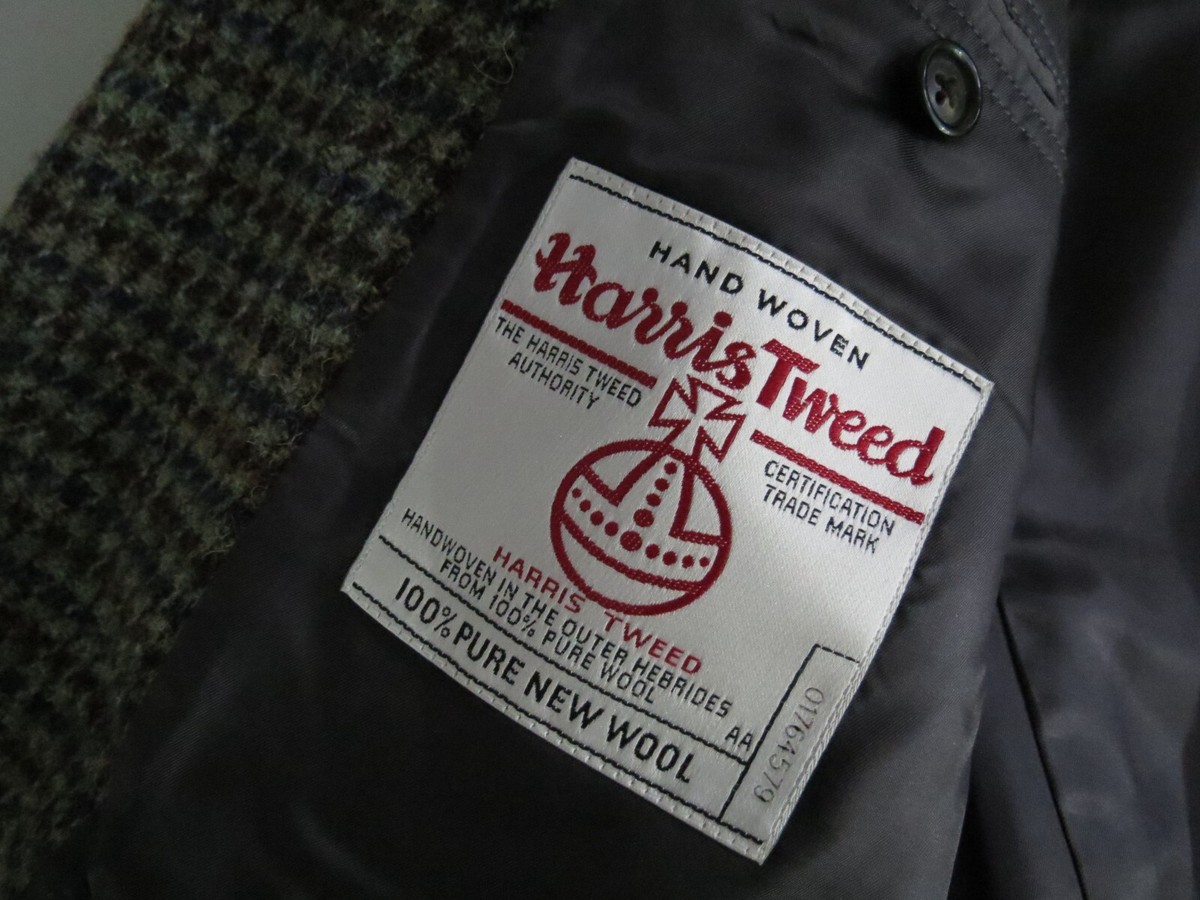 HAND WOVEN
Harris Tweed
THE HARRIS TWEED
AUTHORITY
CERTIFICATION
TRADE MARK
HARRIS TWEED
HANDWOVEN IN THE OUTER HEBRIDES
FROM 100% PURE WOOL
AA
100% PURE NEW WOOL
01764579